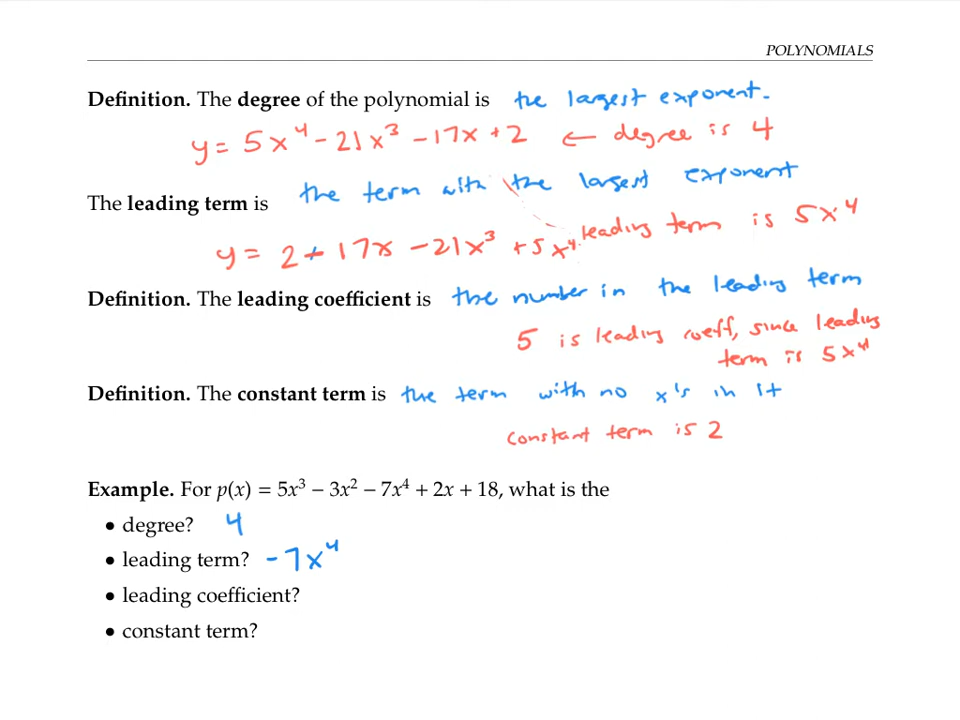 POLYNOMIALS
Definition. The degree of the polynomial is the largest exponent.
y = 5x⁴ - 21x³ - 17x + 2 ← degree is 4
The leading term is the term with the largest exponent
y = 2 + 17x - 21x³ + 5x⁴. leading term is 5x⁴
Definition. The leading coefficient is the number in the leading term
5 is leading coeff, since leading
term is 5x⁴
Definition. The constant term is the term with no x's in it
constant term is 2
Example. For p(x) = 5x³ − 3x² − 7x⁴ + 2x + 18, what is the
• degree? 4
• leading term? -7x⁴
• leading coefficient?
• constant term?